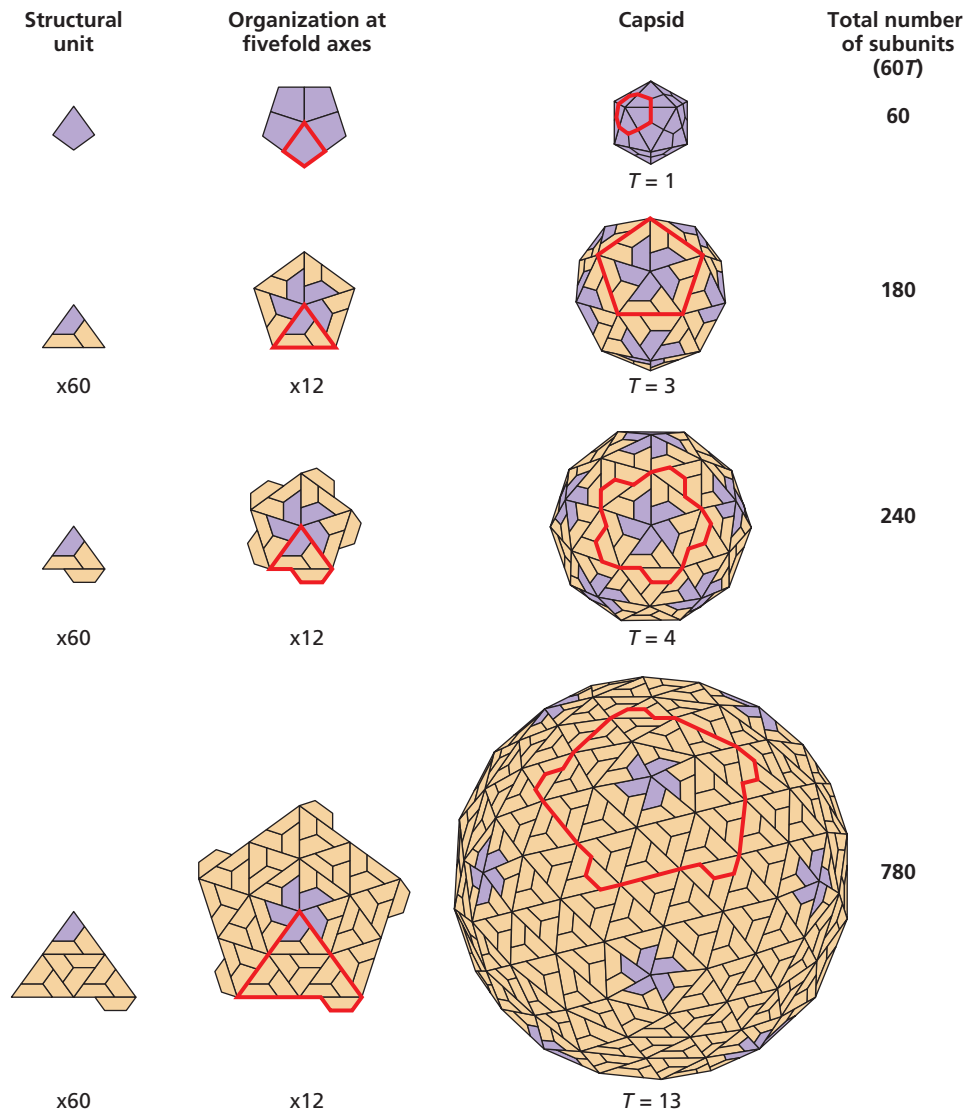 Structural
unit
Organization at
fivefold axes
Capsid
Total number
of subunits
(60T)
60
T = 1
180
x60
x12
T = 3
240
x60
x12
T = 4
780
x60
x12
T = 13